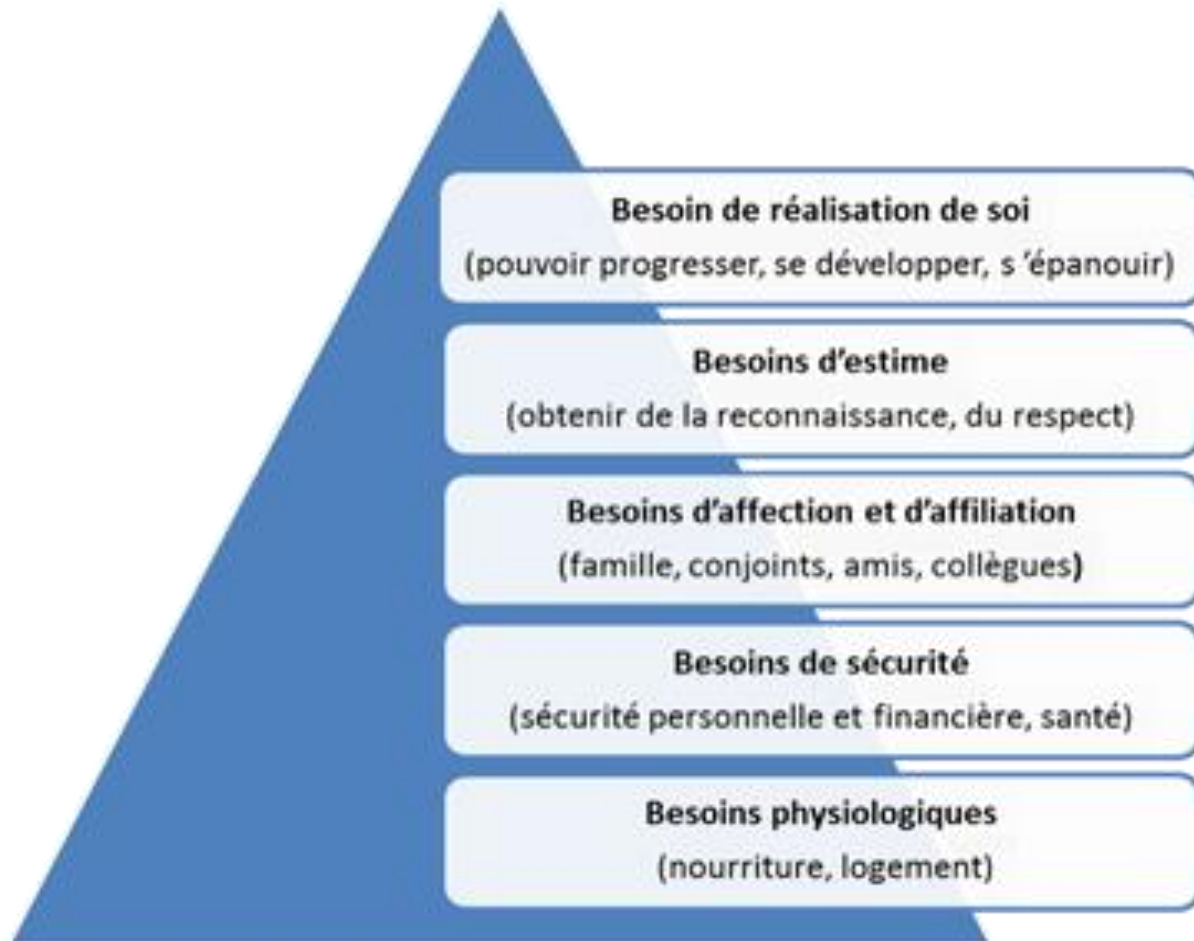 Besoin de réalisation de soi
(pouvoir progresser, se développer, s ’épanouir)
Besoins d’estime
(obtenir de la reconnaissance, du respect)
Besoins d’affection et d’affiliation
(famille, conjoints, amis, collègues)
Besoins de sécurité
(sécurité personnelle et financière, santé)
Besoins physiologiques
(nourriture, logement)